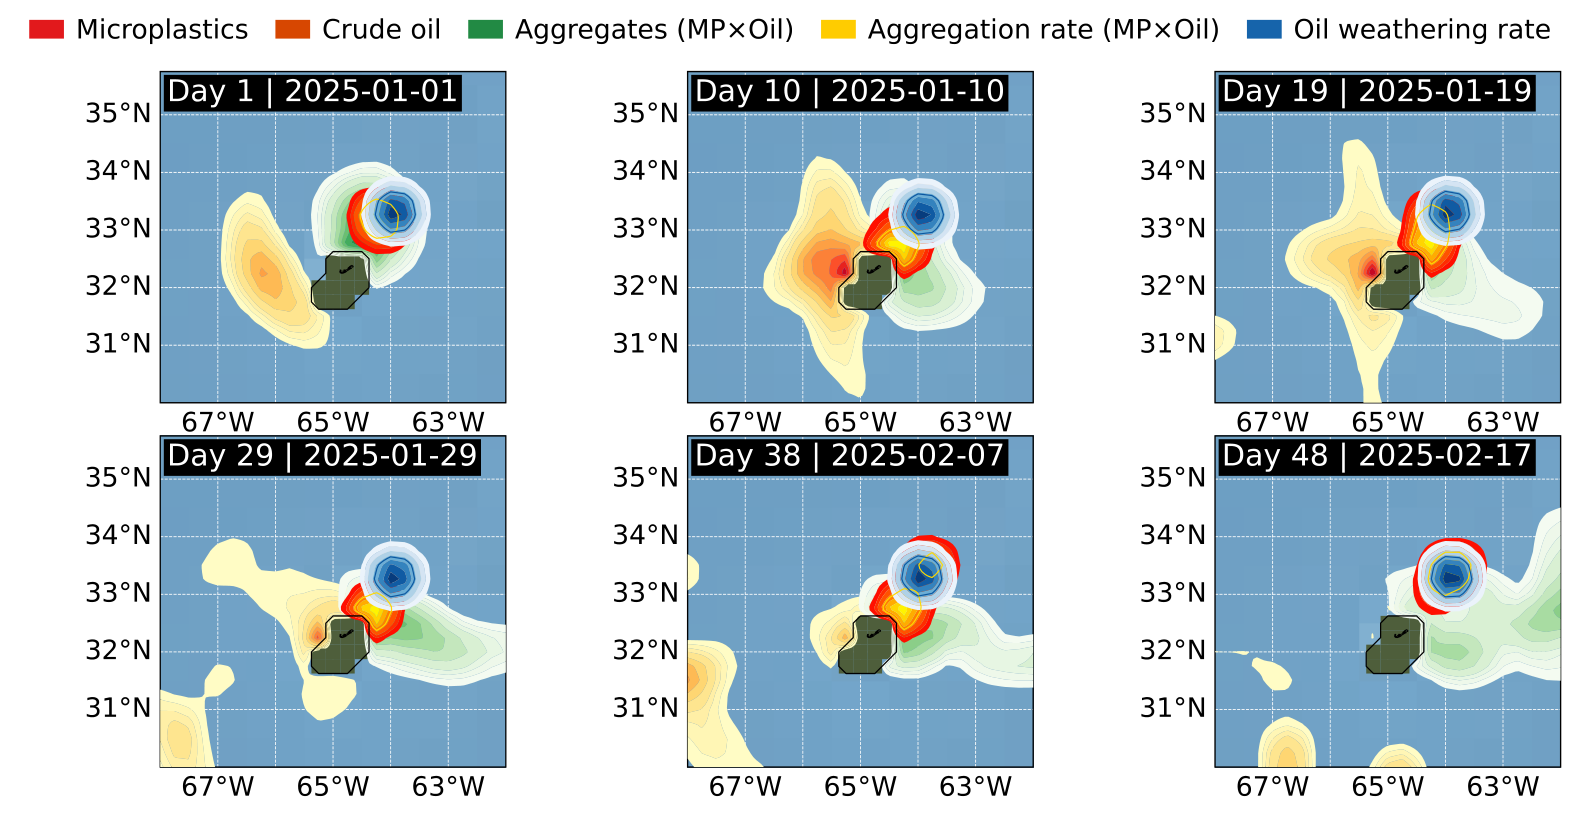 Microplastics Crude oil Aggregates (MP×Oil) Aggregation rate (MP×Oil) Oil weathering rate
Day 1 | 2025-01-01 Day 10 | 2025-01-10 Day 19 | 2025-01-19
35°N 35°N 35°N
34°N 34°N 34°N
33°N 33°N 33°N
32°N 32°N 32°N
31°N 31°N 31°N
67°W 65°W 63°W 67°W 65°W 63°W 67°W 65°W 63°W
Day 29 | 2025-01-29 Day 38 | 2025-02-07 Day 48 | 2025-02-17
35°N 35°N 35°N
34°N 34°N 34°N
33°N 33°N 33°N
32°N 32°N 32°N
31°N 31°N 31°N
67°W 65°W 63°W 67°W 65°W 63°W 67°W 65°W 63°W